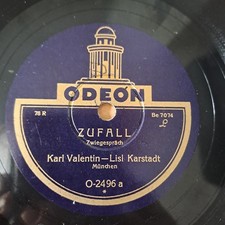 ODEON
78 R
Be 7074
ZUFALL
Zwiegespräch
Karl Valentin — Lisl Karstadt
München
O-2496 a